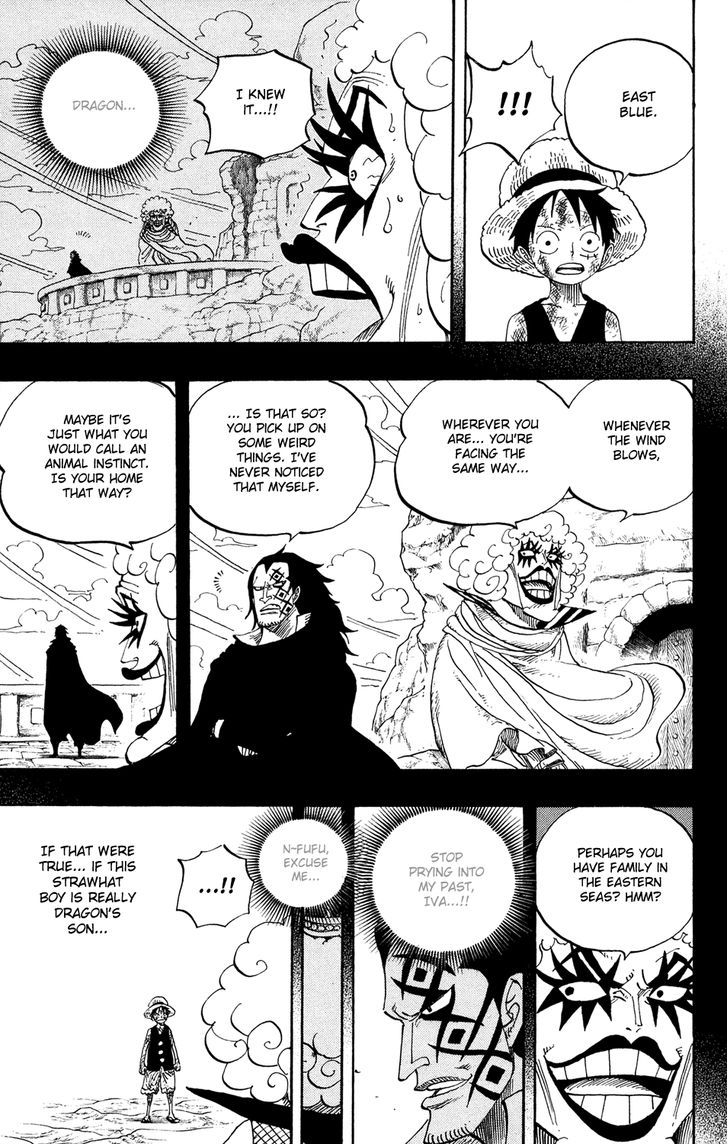 EAST
BLUE.
!!!
I KNEW
IT...!!
DRAGON...
WHENEVER
THE WIND
BLOWS,
WHEREVER YOU
ARE... YOU'RE
FACING THE
SAME WAY...
... IS THAT SO?
YOU PICK UP ON
SOME WEIRD
THINGS. I'VE
NEVER NOTICED
THAT MYSELF.
MAYBE IT'S
JUST WHAT YOU
WOULD CALL AN
ANIMAL INSTINCT.
IS YOUR HOME
THAT WAY?
PERHAPS YOU
HAVE FAMILY IN
THE EASTERN
SEAS? HMM?
STOP
PRYING INTO
MY PAST,
IVA...!!
N-FUFU,
EXCUSE
ME...
...!!
IF THAT WERE
TRUE... IF THIS
STRAWHAT
BOY IS REALLY
DRAGON'S
SON...